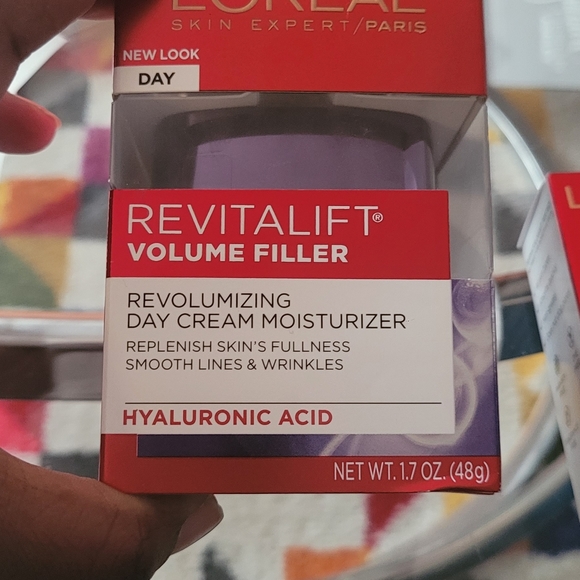 L'ORÉAL
SKIN EXPERT/PARIS
NEW LOOK
DAY
REVITALIFT®
VOLUME FILLER
REVOLUMIZING
DAY CREAM MOISTURIZER
REPLENISH SKIN'S FULLNESS
SMOOTH LINES & WRINKLES
HYALURONIC ACID
NET WT. 1.7 OZ. (48g)